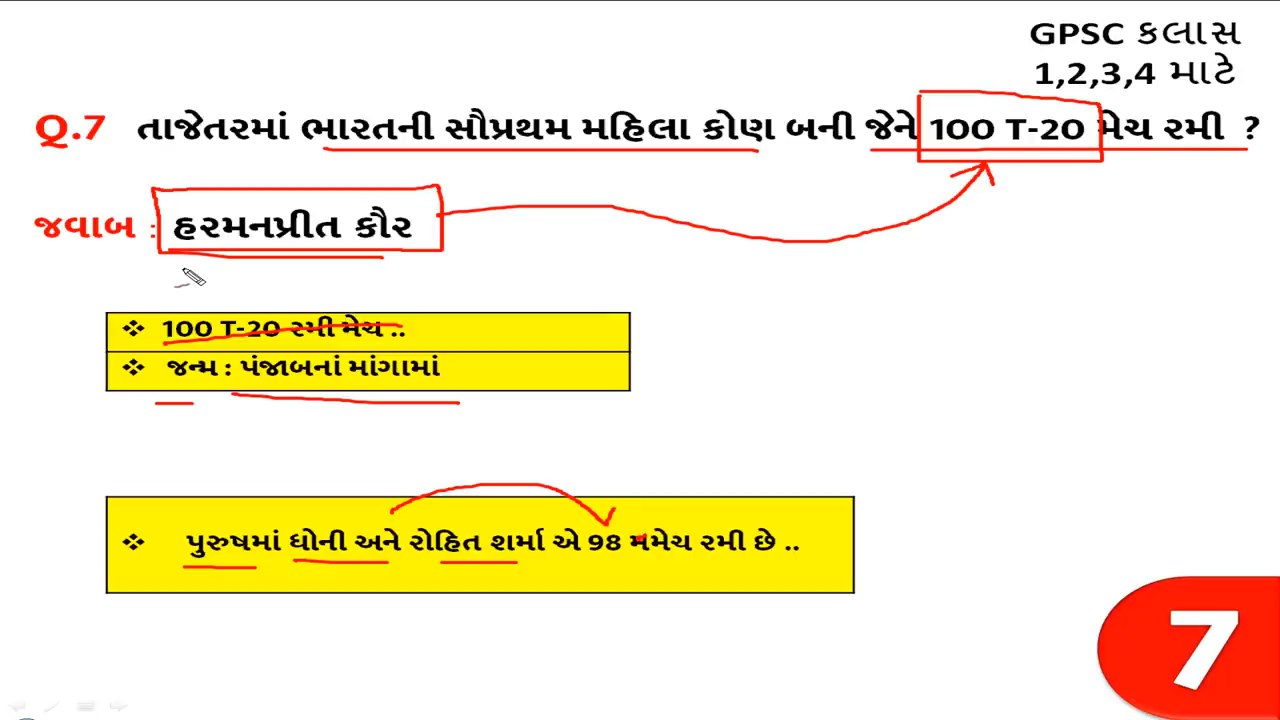 GPSC કલાસ
1,2,3,4 માટે
Q.7 તાજેતરમાં ભારતની સૌપ્રથમ મહિલા કોણ બની જેને 100 T-20 મેચ રમી ?
જવાબ : હરમનપ્રીત કૌર
❖ 100 T-20 રમી મેચ ..
❖ જન્મ : પંજાબનાં માંગામાં
❖ પુરુષમાં ધોની અને રોહિત શર્મા એ 98 મમેચ રમી છે ..
7